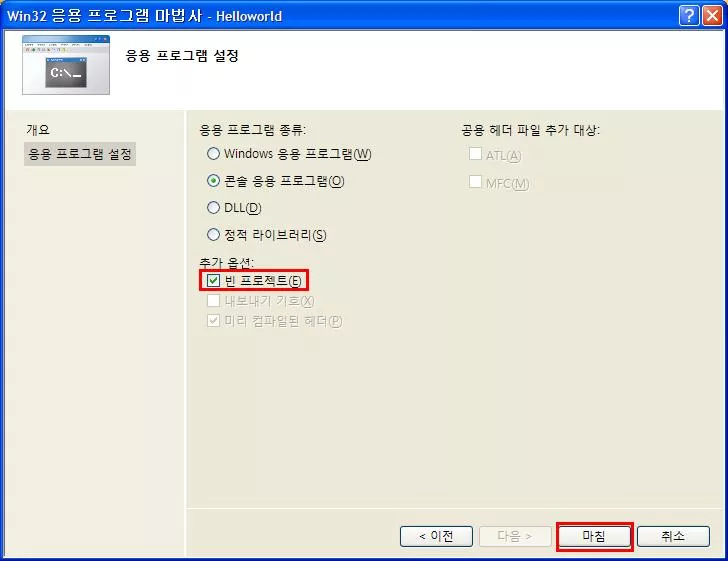 Win32 응용 프로그램 마법사 - Helloworld
C:\_
응용 프로그램 설정
개요
응용 프로그램 설정
응용 프로그램 종류:
Windows 응용 프로그램(W)
콘솔 응용 프로그램(O)
DLL(D)
정적 라이브러리(S)
추가 옵션:
빈 프로젝트(E)
내보내기 기호(X)
미리 컴파일된 헤더(P)
공용 헤더 파일 추가 대상:
ATL(A)
MFC(M)
< 이전
다음 >
마침
취소